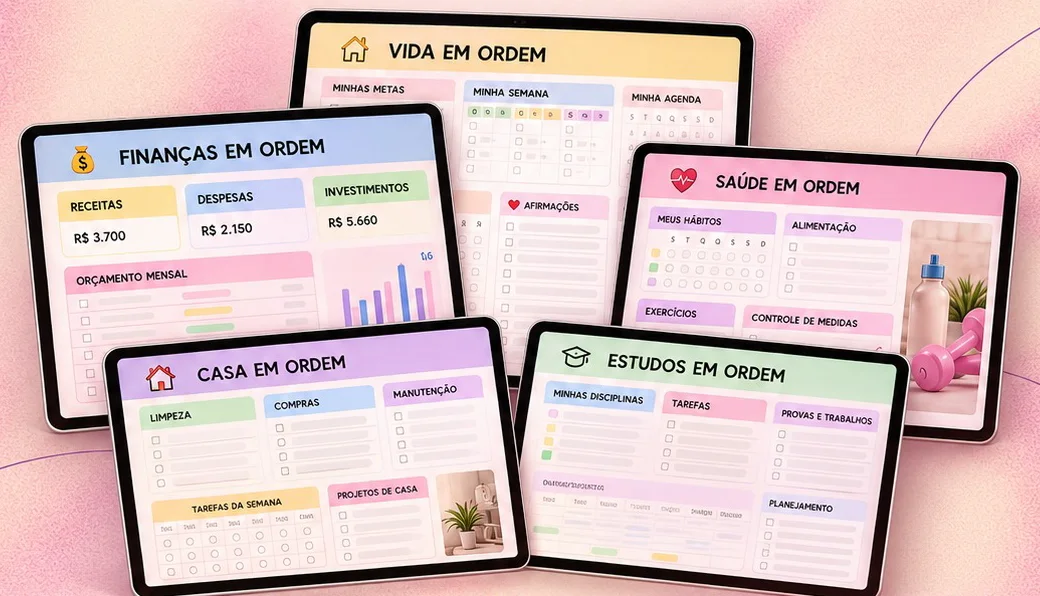 VIDA EM ORDEM
MINHAS METAS
MINHA SEMANA
MINHA AGENDA
S T Q Q S S D
AFIRMAÇÕES
FINANÇAS EM ORDEM
RECEITAS
R$ 3.700
DESPESAS
R$ 2.150
INVESTIMENTOS
R$ 5.660
ORÇAMENTO MENSAL
SAÚDE EM ORDEM
MEUS HÁBITOS
S T Q Q S S D
ALIMENTAÇÃO
EXERCÍCIOS
CONTROLE DE MEDIDAS
CASA EM ORDEM
LIMPEZA
COMPRAS
MANUTENÇÃO
TAREFAS DA SEMANA
PROJETOS DE CASA
ESTUDOS EM ORDEM
MINHAS DISCIPLINAS
TAREFAS
PROVAS E TRABALHOS
PLANEJAMENTO